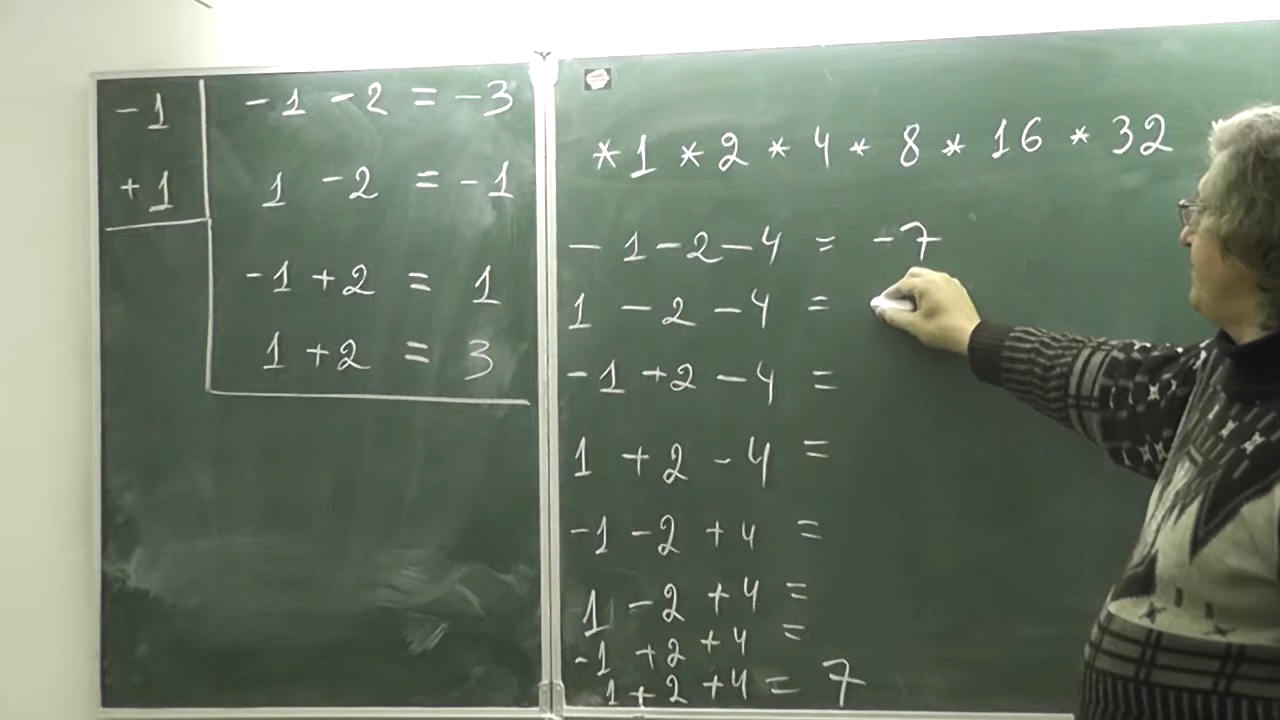 -1
+1
-1 -2 = -3
1 -2 = -1
-1 +2 = 1
1 +2 = 3
*1 *2 * 4 * 8 * 16 * 32
- 1 -2 -4 = -7
1 -2 -4 =
-1 +2 -4 =
1 +2 -4 =
-1 -2 +4 =
1 -2 +4 =
-1 +2 +4 =
1 +2 +4 = 7